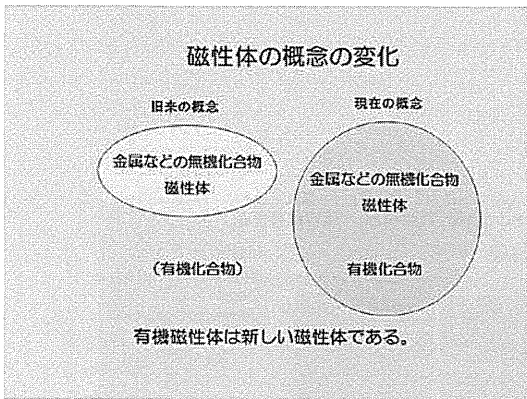 磁性体の概念の変化
旧来の概念
金属などの無機化合物
磁性体
（有機化合物）
現在の概念
金属などの無機化合物
磁性体
有機化合物
有機磁性体は新しい磁性体である。